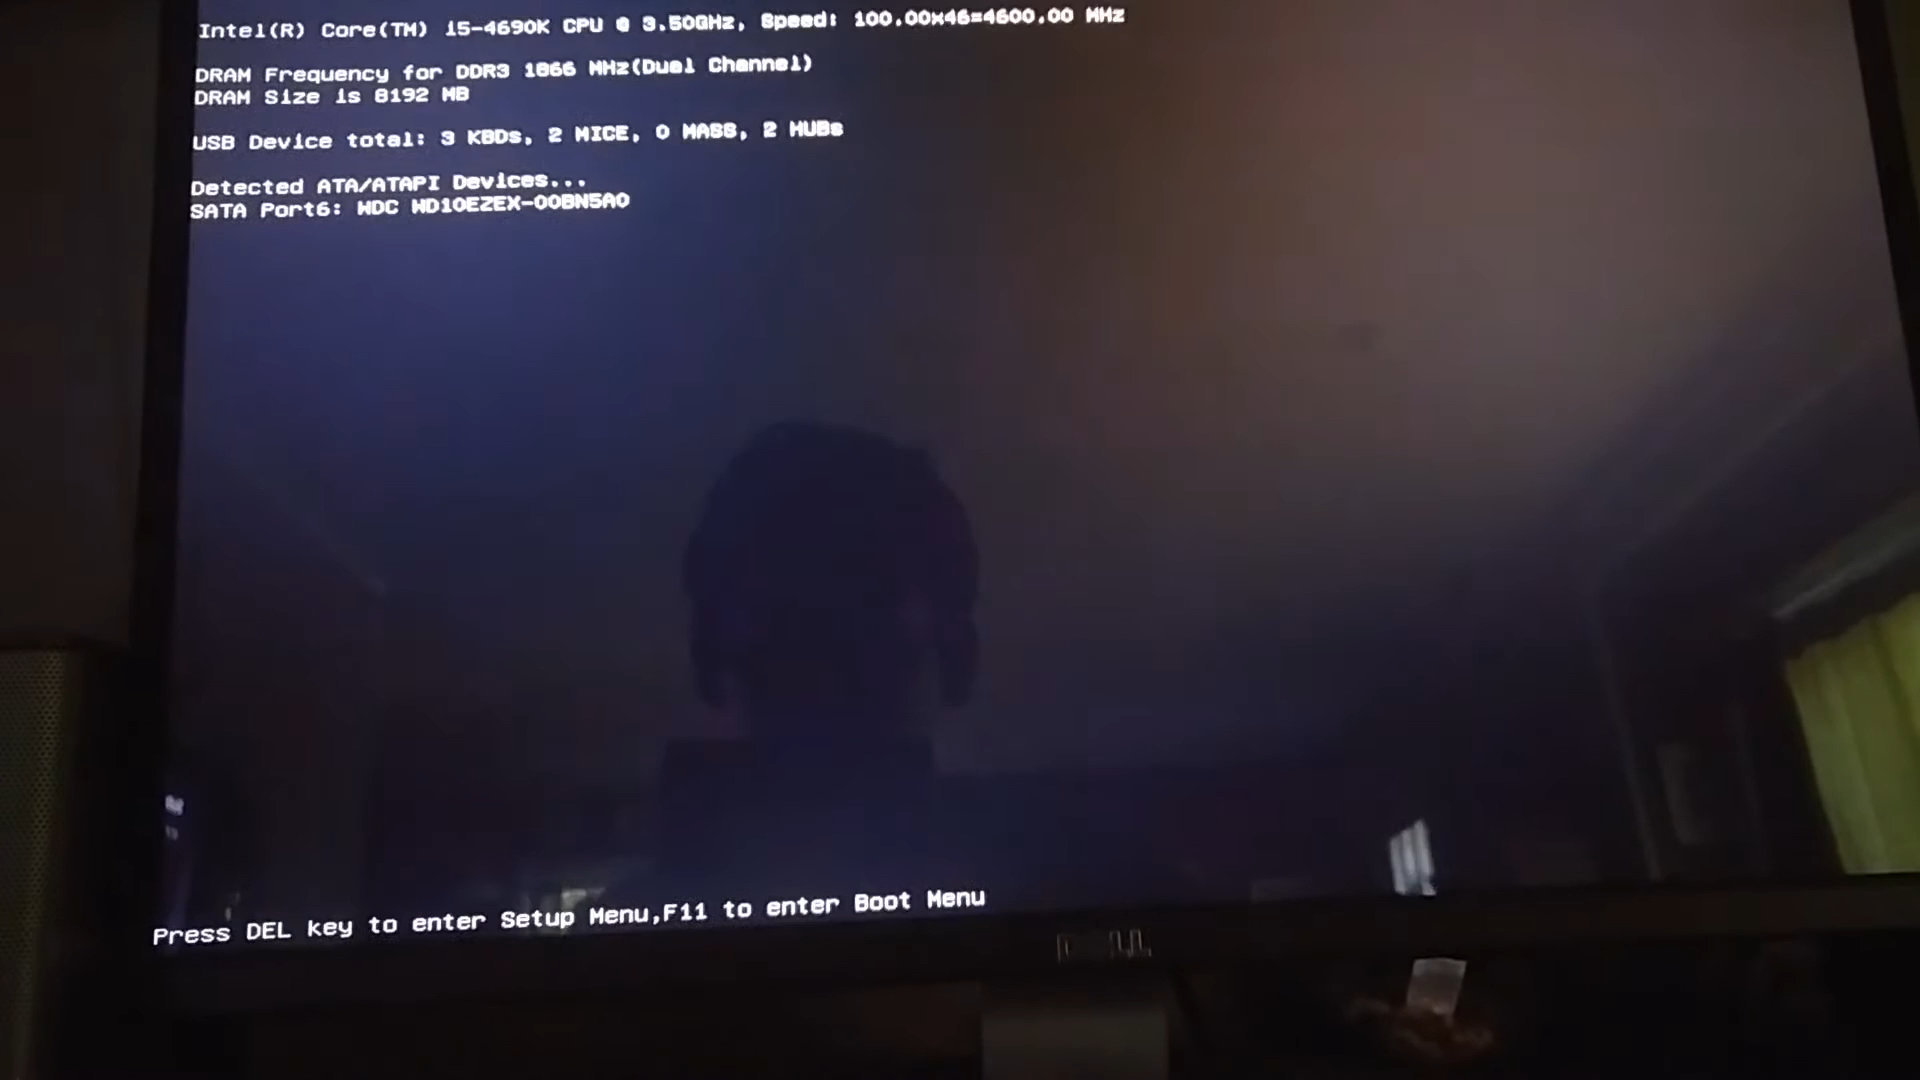 Intel(R) Core(TM) i5-4690K CPU @ 3.50GHz, Speed: 100.00x46=4600.00 MHz
DRAM Frequency for DDR3 1866 MHz(Dual Channel)
DRAM Size is 8192 MB
USB Device total: 3 KBDs, 2 MICE, 0 MASS, 2 HUBs
Detected ATA/ATAPI Devices...
SATA Port6: WDC WD10EZEX-00BN5A0
Press DEL key to enter Setup Menu,F11 to enter Boot Menu